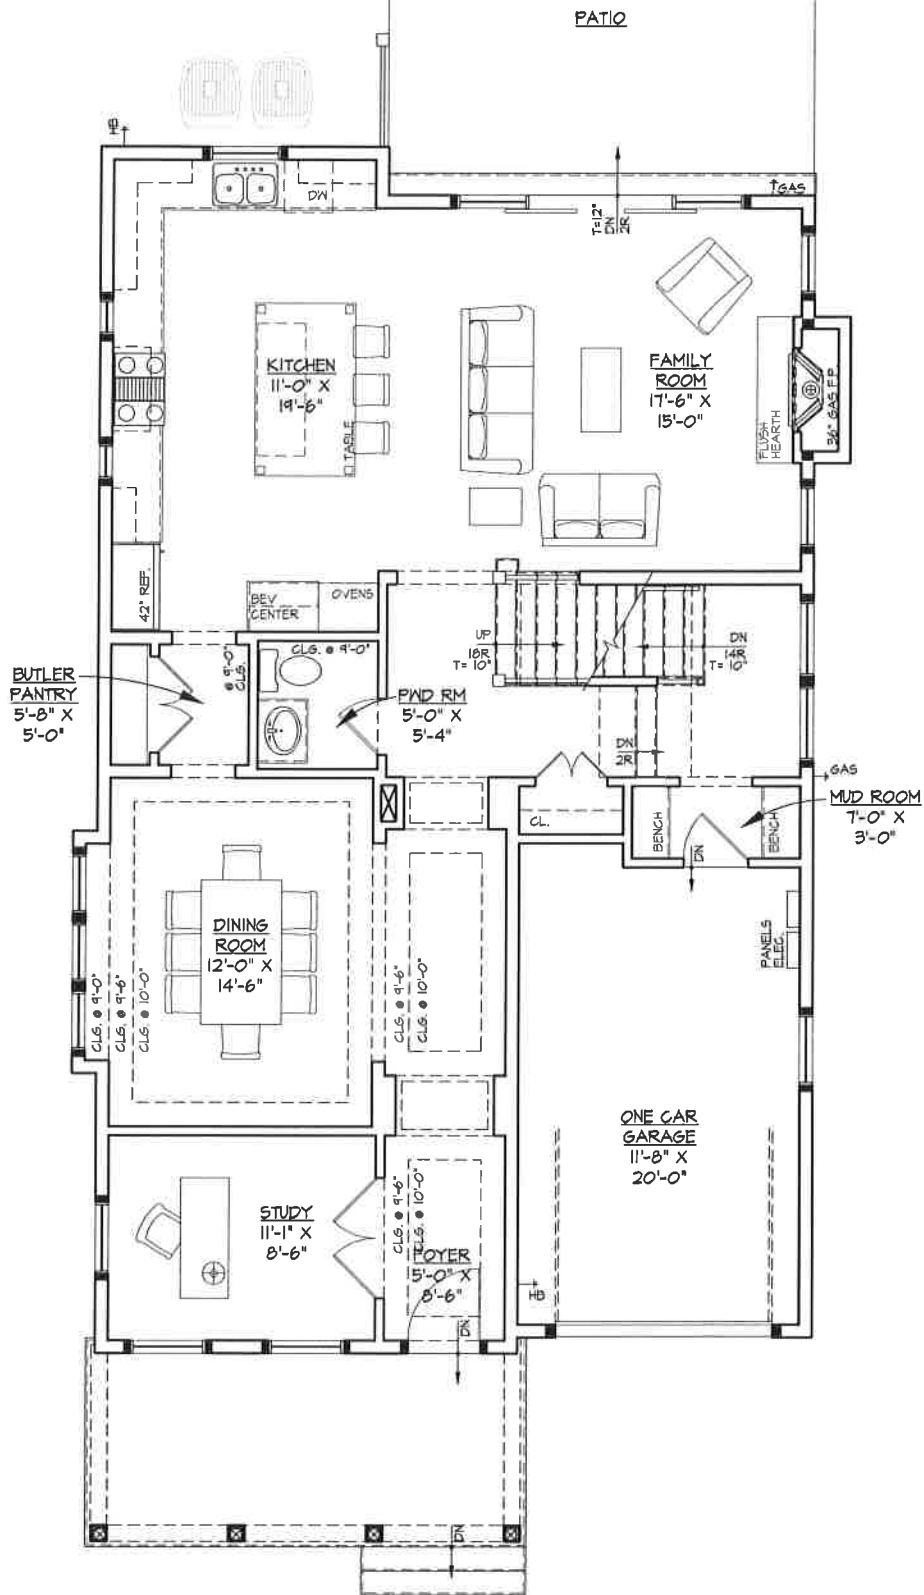 PATIO
HB
DW
GAS
T=12"
DN
2R
KITCHEN
11'-0" X
19'-6"
TABLE
FAMILY
ROOM
17'-6" X
15'-0"
FLUSH
HEARTH
36" GAS F.P.
42" REF.
BEV
CENTER
OVENS
UP
18R
T= 10"
DN
14R
T= 10"
BUTLER
PANTRY
5'-8" X
5'-0"
CLG.
@ 9'-0"
CLG. @ 9'-0"
PWD RM
5'-0" X
5'-4"
DN
2R
GAS
CL.
BENCH
BENCH
MUD ROOM
7'-0" X
3'-0"
DN
DINING
ROOM
12'-0" X
14'-6"
CLG. @ 9'-0"
CLG. @ 9'-6"
CLG. @ 10'-0"
CLG. @ 9'-6"
CLG. @ 10'-0"
PANELS
ELEC.
ONE CAR
GARAGE
11'-8" X
20'-0"
STUDY
11'-1" X
8'-6"
CLG. @ 9'-6"
CLG. @ 10'-0"
FOYER
5'-0" X
8'-6"
HB
DN
DN